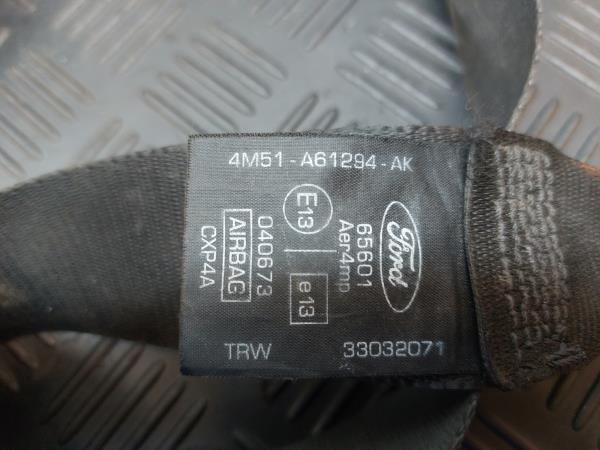 4M51-A61294-AK
E13
e13
Ford
65601
Aer4mp
040673
AIRBAG
CXP4A
TRW 33032071